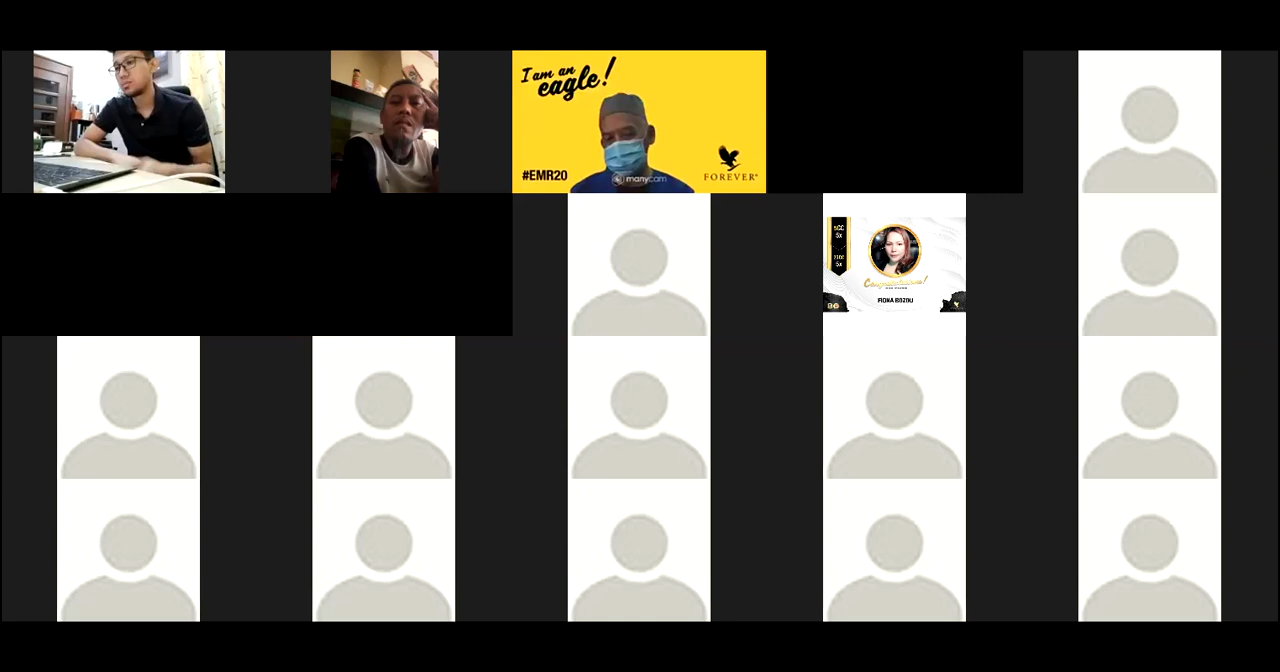 I am an
eagle!
#EMR20
manycam
FOREVER
Congratulations!
FIONA BOZOU